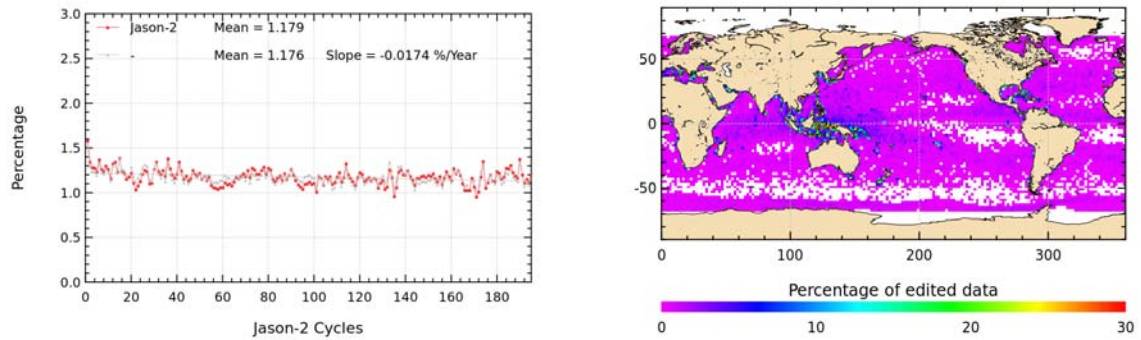 Jason-2 Mean = 1.179
- Mean = 1.176 Slope = -0.0174 %/Year
Percentage
3.0
2.5
2.0
1.5
1.0
0.5
0.0
0 20 40 60 80 100 120 140 160 180
Jason-2 Cycles
50
0
-50
0 100 200 300
Percentage of edited data
0 10 20 30